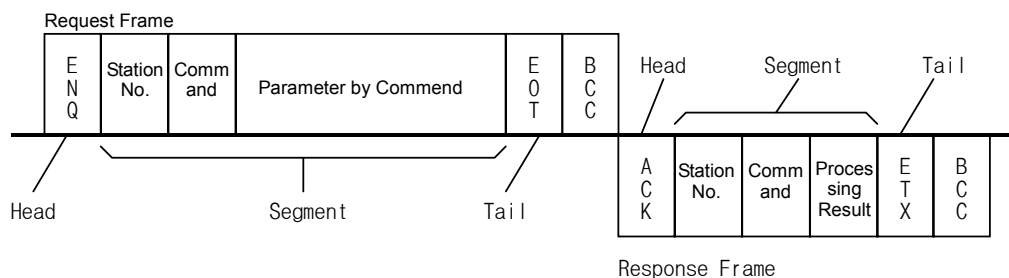 Request Frame
E
N
Q
Station
No.
Comm
and
Parameter by Commend
E
O
T
B
C
C
Head
Segment
Tail
Head
Segment
Tail
A
C
K
Station
No.
Comm
and
Proces
sing
Result
E
T
X
B
C
C
Response Frame